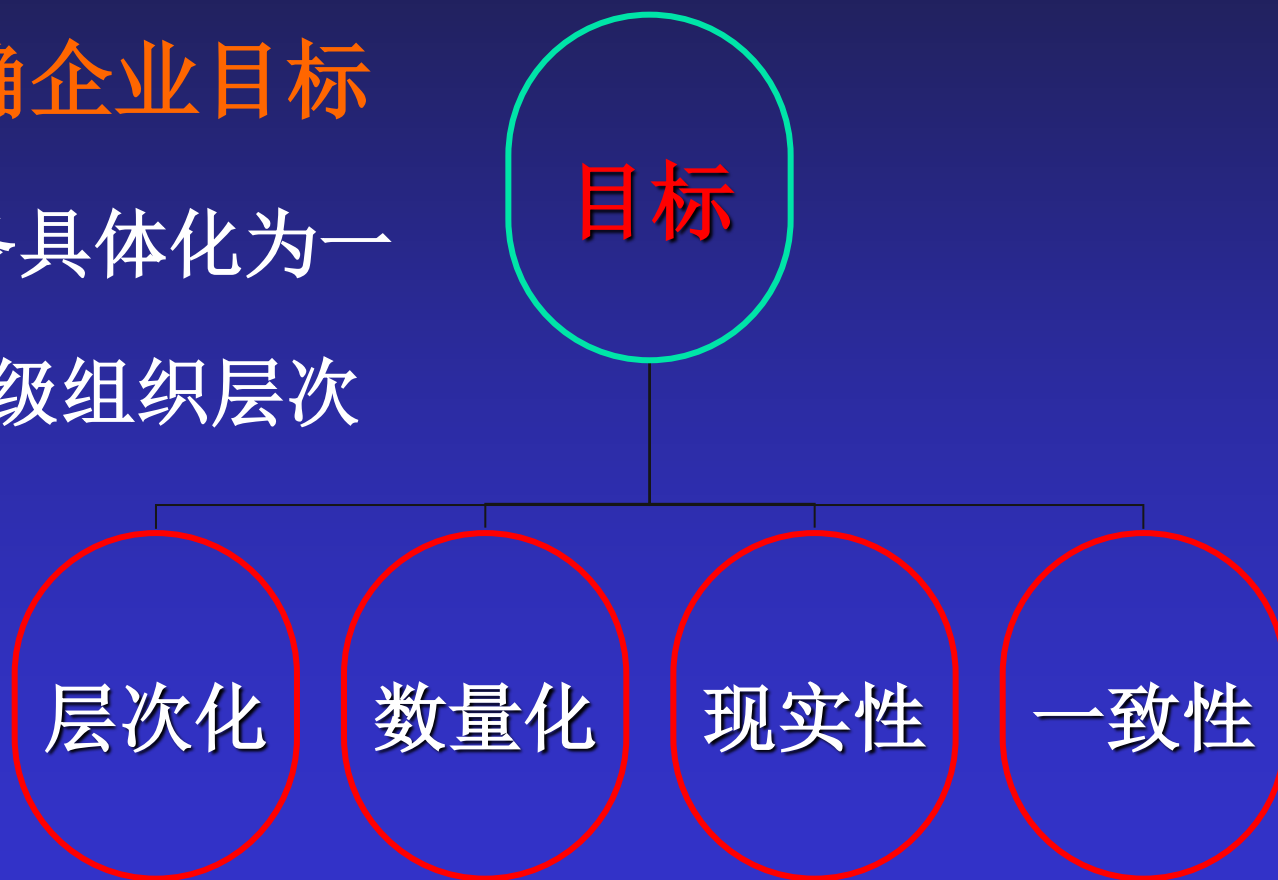 确企业目标
目标
具体化为一
级组织层次
层次化
数量化
现实性
一致性